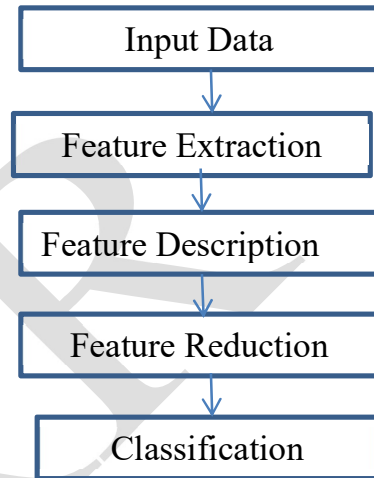 Input Data
Feature Extraction
Feature Description
Feature Reduction
Classification